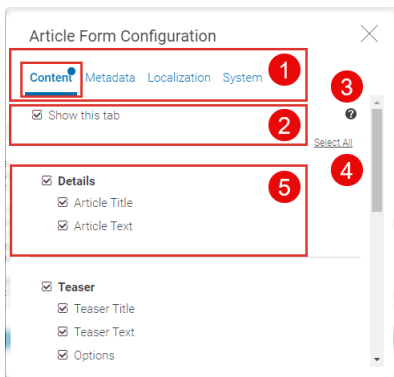 Article Form Configuration
Content Metadata Localization System 1
3
Show this tab ?
2
Select All
4
Details 5
Article Title
Article Text
Teaser
Teaser Title
Teaser Text
Options